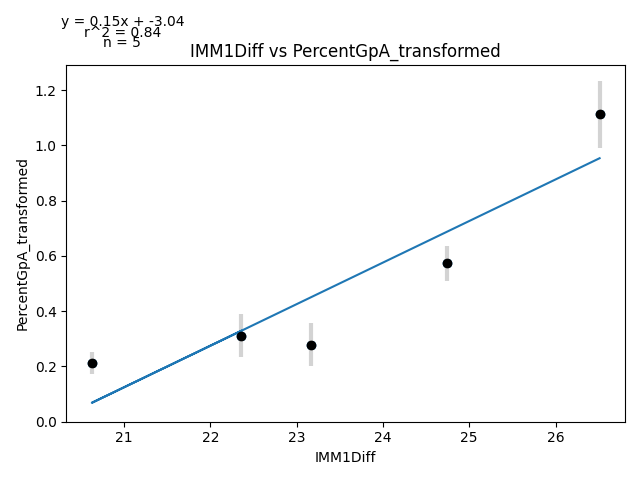 y = 0.15x + -3.04
r^2 = 0.84
n = 5
IMM1Diff vs PercentGpA_transformed
PercentGpA_transformed
1.2
1.0
0.8
0.6
0.4
0.2
0.0
21 22 23 24 25 26
IMM1Diff